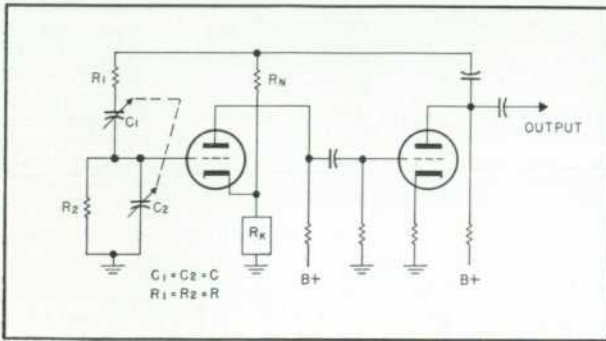 R1
RN
C1
OUTPUT
R2
C2
RK
B+
B+
C1 = C2 = C
R1 = R2 = R